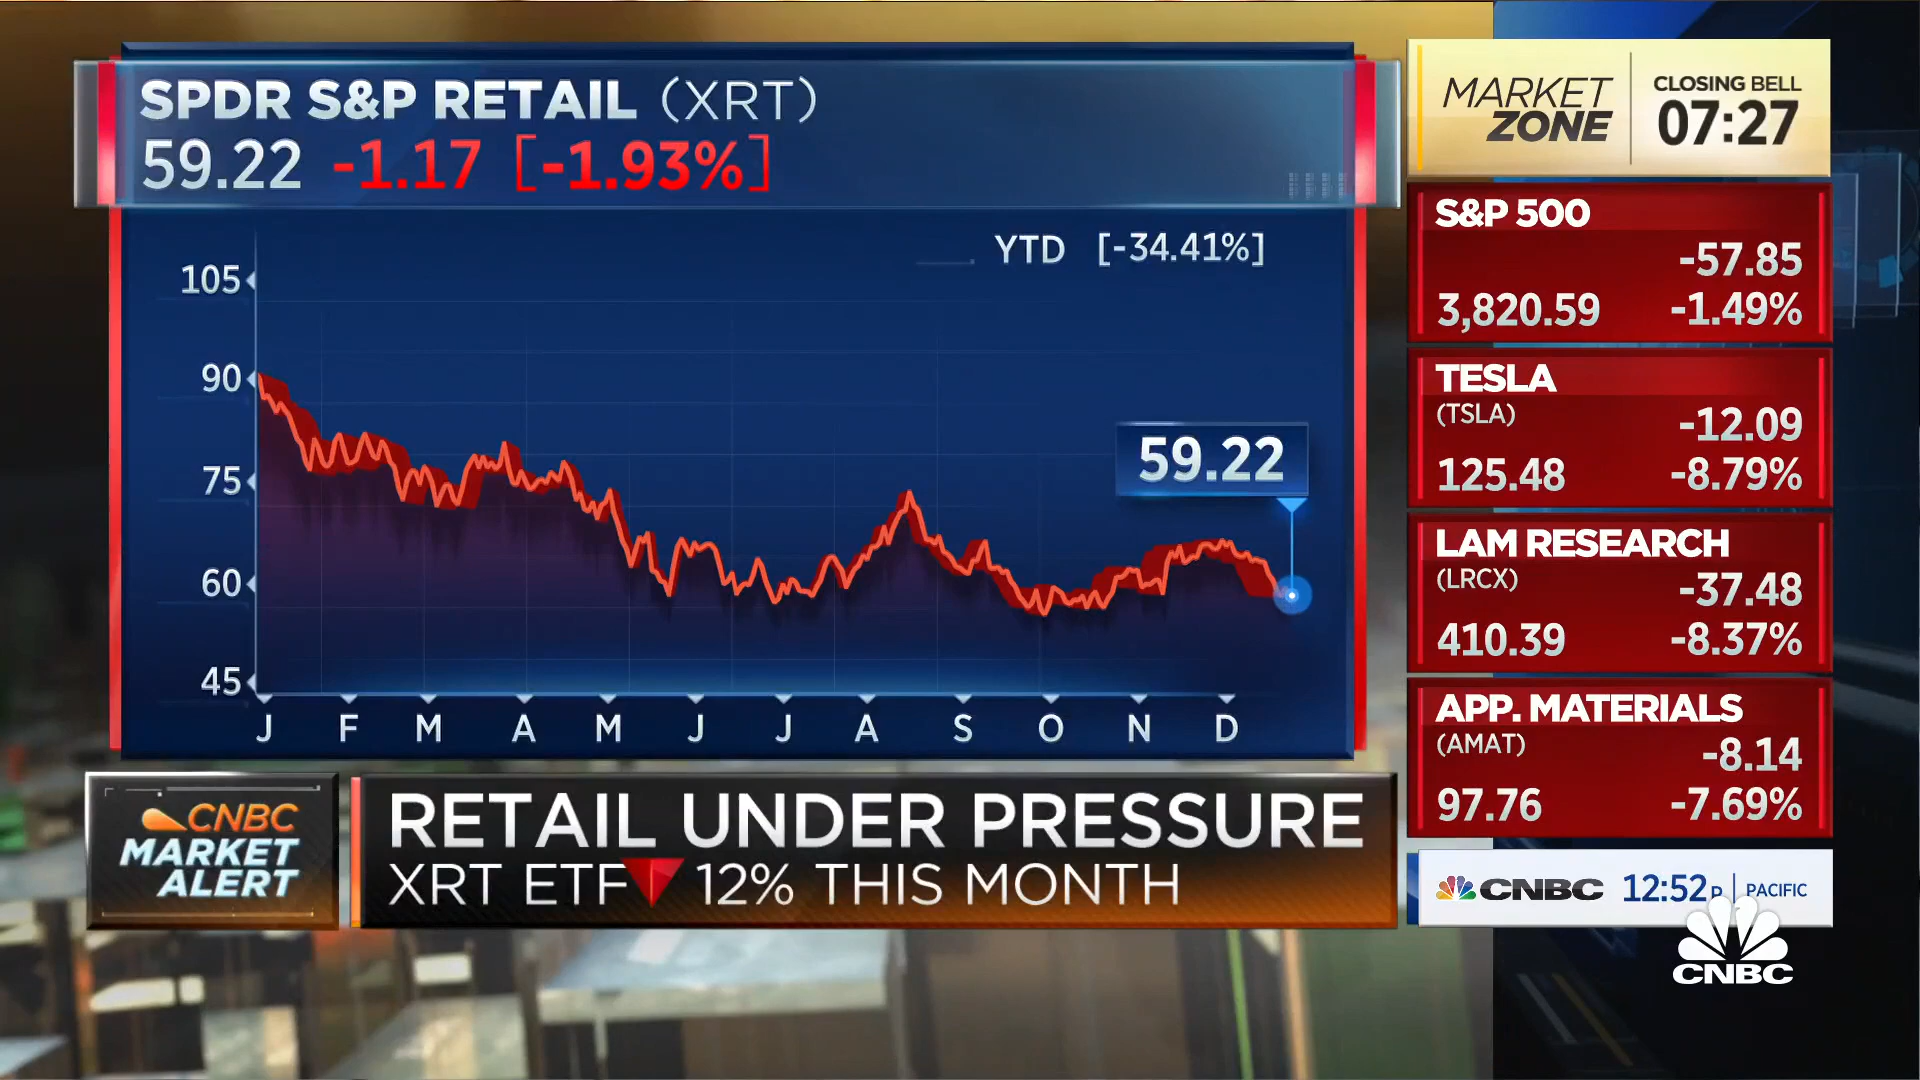 SPDR S&P RETAIL (XRT)
59.22 -1.17 [-1.93%]
YTD [-34.41%]
105
90
75
60
45
59.22
J F M A M J J A S O N D
CNBC
MARKET
ALERT
RETAIL UNDER PRESSURE
XRT ETF▼12% THIS MONTH
MARKET
ZONE
CLOSING BELL
07:27
S&P 500
-57.85
3,820.59 -1.49%
TESLA
(TSLA)
-12.09
125.48 -8.79%
LAM RESEARCH
(LRCX)
-37.48
410.39 -8.37%
APP. MATERIALS
(AMAT)
-8.14
97.76 -7.69%
CNBC 12:52P PACIFIC
CNBC